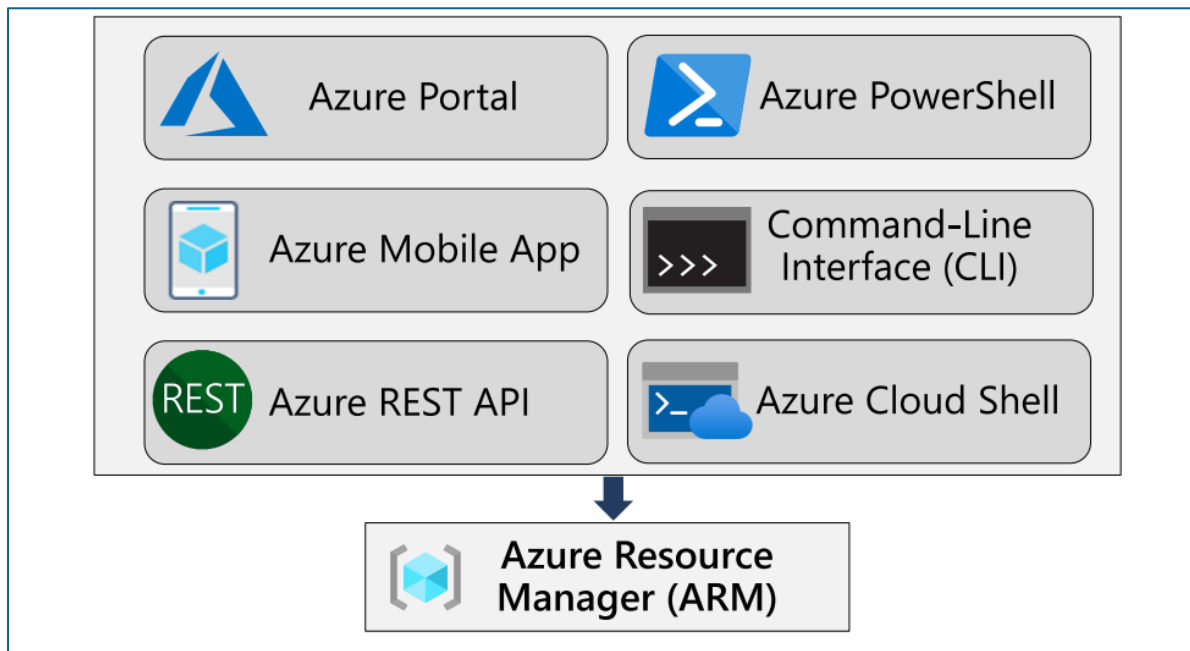 Azure Portal
Azure PowerShell
Azure Mobile App
Command-Line
Interface (CLI)
REST
Azure REST API
Azure Cloud Shell
Azure Resource
Manager (ARM)